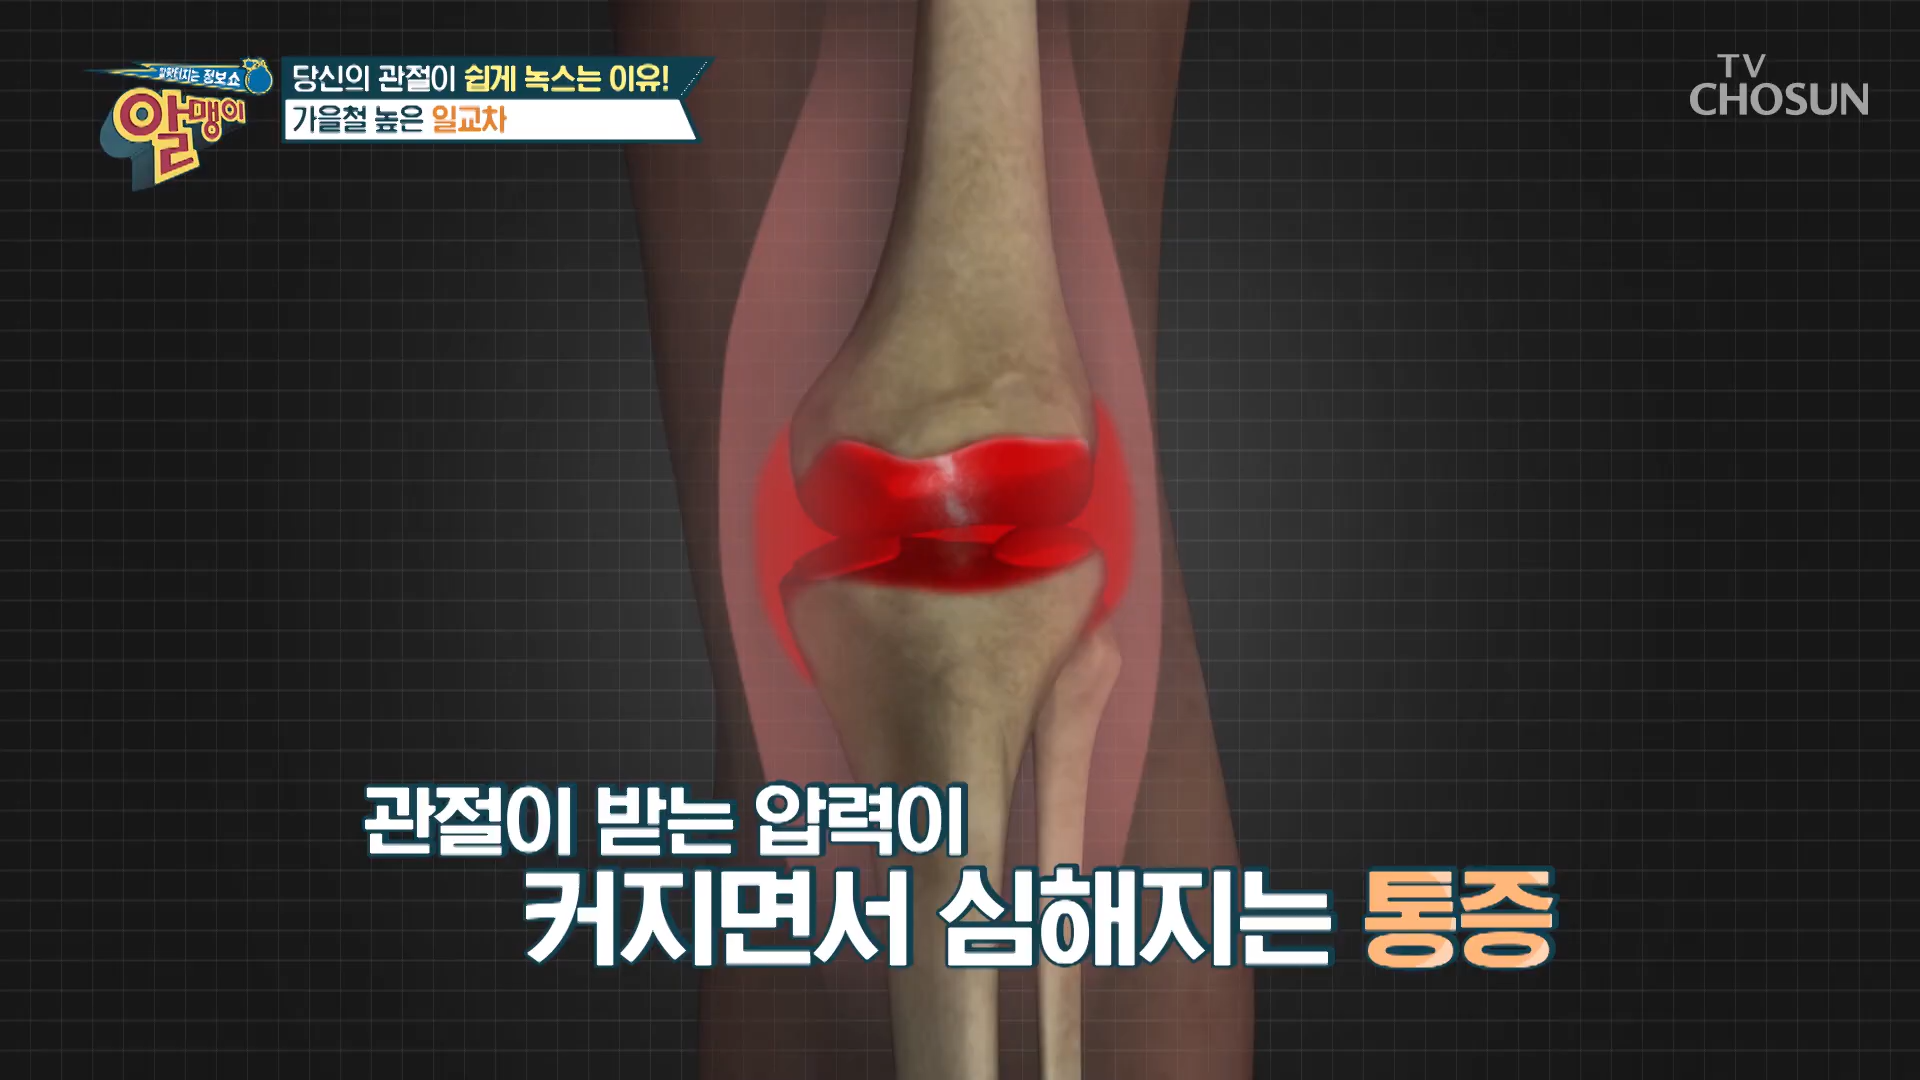 알맹이
당신의 관절이 쉽게 녹스는 이유!
가을철 높은 일교차
TV
CHOSUN
관절이 받는 압력이
커지면서 심해지는 통증